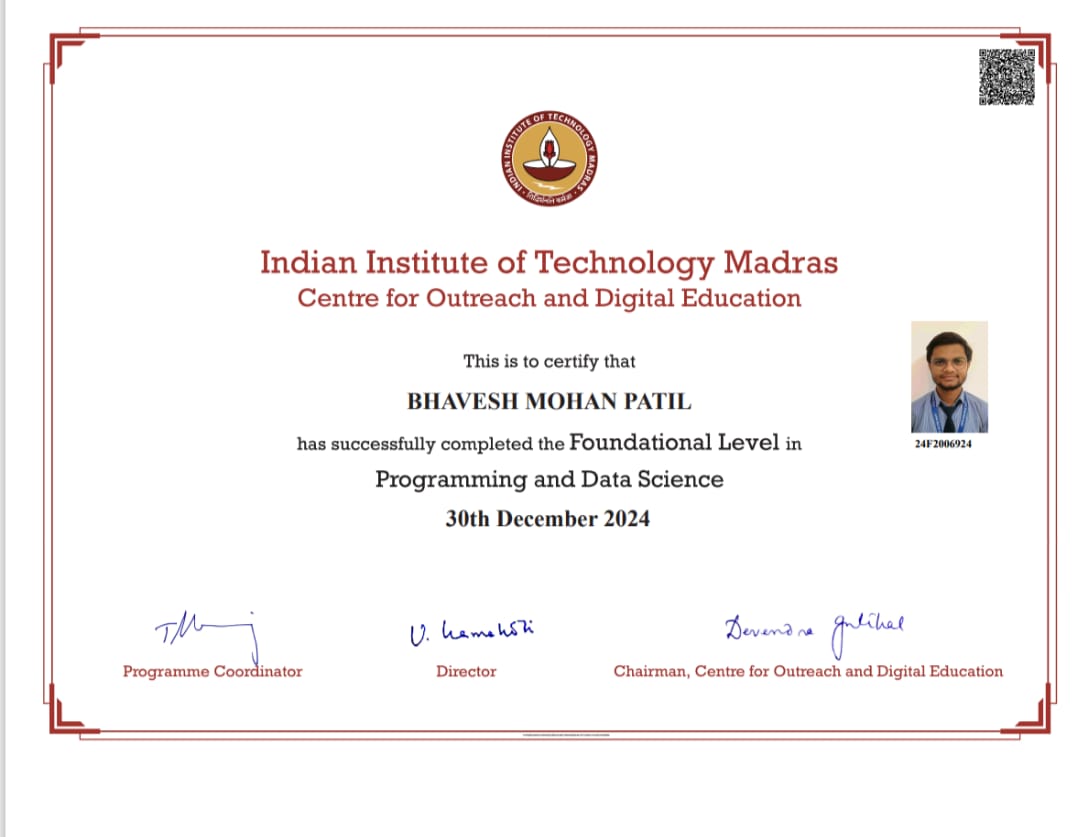 INDIAN INSTITUTE OF TECHNOLOGY MADRAS
सिद्धिर्भवति कर्मजा
Indian Institute of Technology Madras
Centre for Outreach and Digital Education
This is to certify that
BHAVESH MOHAN PATIL
has successfully completed the Foundational Level in
Programming and Data Science
30th December 2024
24F2006924
V. Kamakoti
Devendra Jalihal
Programme Coordinator
Director
Chairman, Centre for Outreach and Digital Education